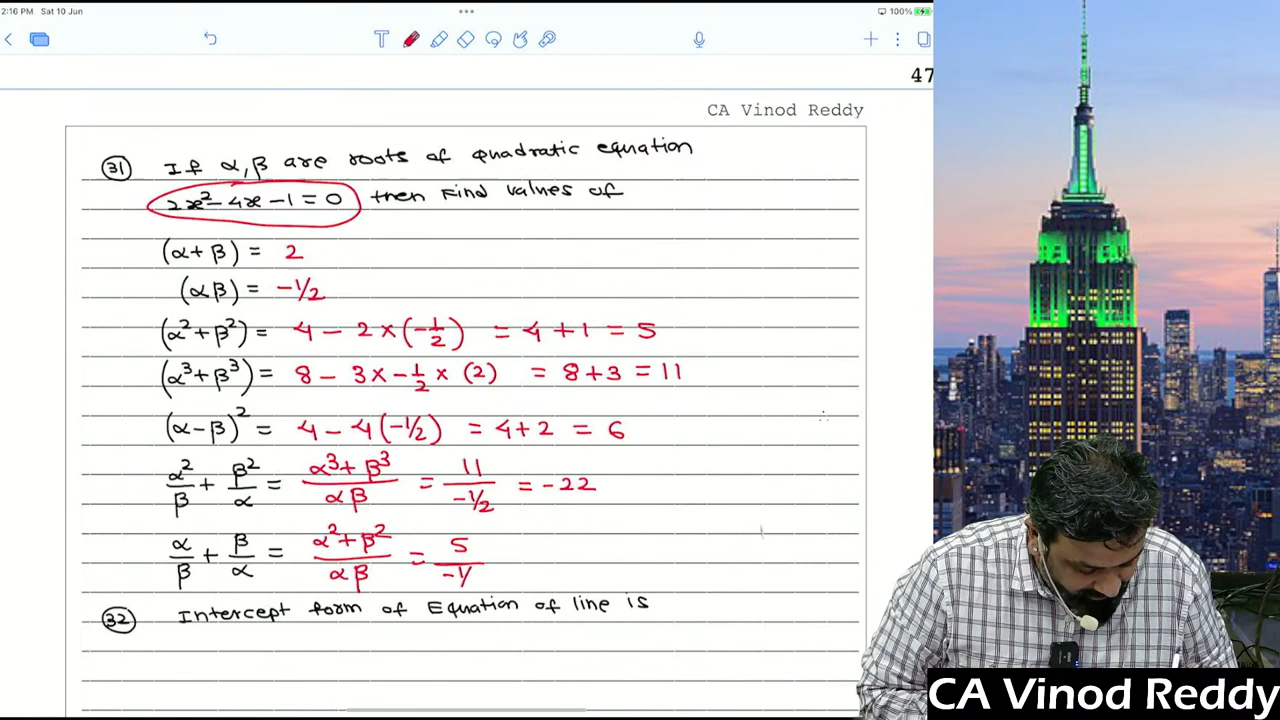 2:16 PM Sat 10 Jun
100%
T
47
CA Vinod Reddy
31 If α, β are roots of quadratic equation
2x² - 4x - 1 = 0 then Find values of
(α + β) = 2
(αβ) = -1/2
(α² + β²) = 4 - 2 × (-1/2) = 4 + 1 = 5
(α³ + β³) = 8 - 3 × -1/2 × (2) = 8 + 3 = 11
(α - β)² = 4 - 4(-1/2) = 4 + 2 = 6
α²/β + β²/α = α³ + β³/αβ = 11/-1/2 = -22
α/β + β/α = α² + β²/αβ = 5/-1/
32 Intercept form of Equation of line is
CA Vinod Reddy